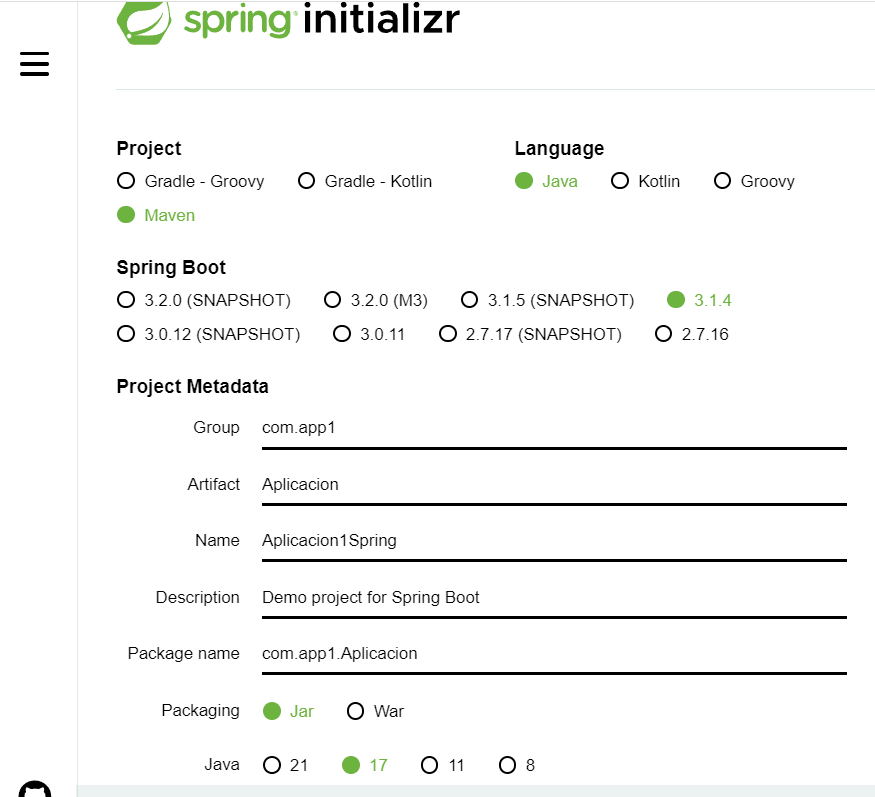 spring initializr
Project
Language
Gradle - Groovy Gradle - Kotlin
Java Kotlin Groovy
Maven
Spring Boot
3.2.0 (SNAPSHOT) 3.2.0 (M3) 3.1.5 (SNAPSHOT) 3.1.4
3.0.12 (SNAPSHOT) 3.0.11 2.7.17 (SNAPSHOT) 2.7.16
Project Metadata
Group com.app1
Artifact Aplicacion
Name Aplicacion1Spring
Description Demo project for Spring Boot
Package name com.app1.Aplicacion
Packaging Jar War
Java 21 17 11 8